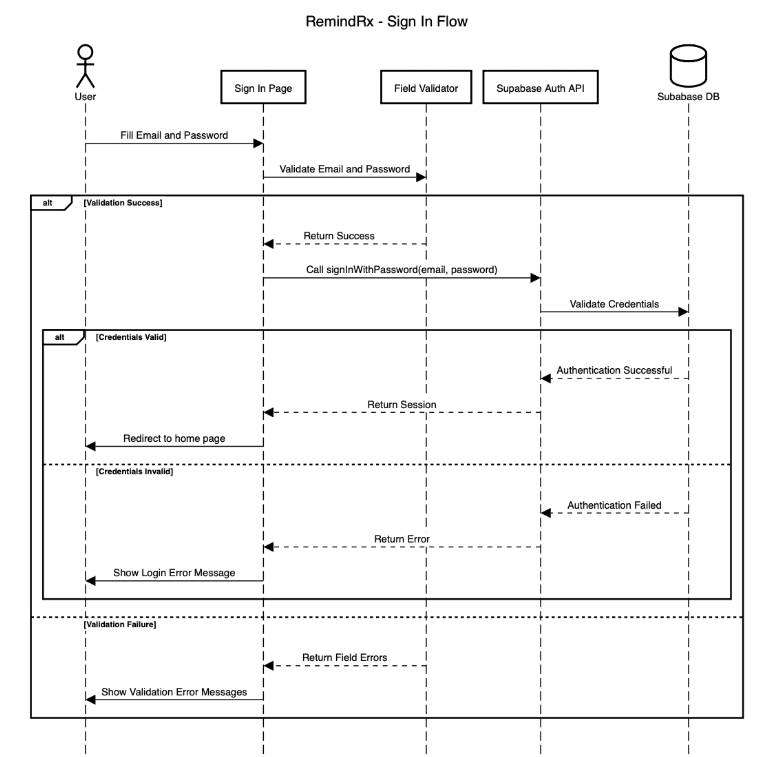 RemindRx - Sign In Flow
User
Sign In Page
Field Validator
Supabase Auth API
Subabase DB
Fill Email and Password
Validate Email and Password
alt
[Validation Success]
Return Success
Call signInWithPassword(email, password)
Validate Credentials
alt
[Credentials Valid]
Authentication Successful
Return Session
Redirect to home page
[Credentials Invalid]
Authentication Failed
Return Error
Show Login Error Message
[Validation Failure]
Return Field Errors
Show Validation Error Messages